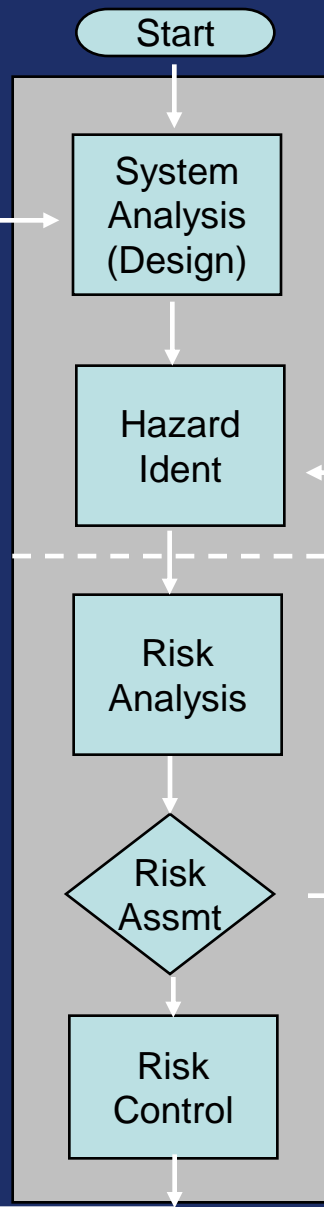 Start
System
Analysis
(Design)
Hazard
Ident
Risk
Analysis
Risk
Assmt
Risk
Control